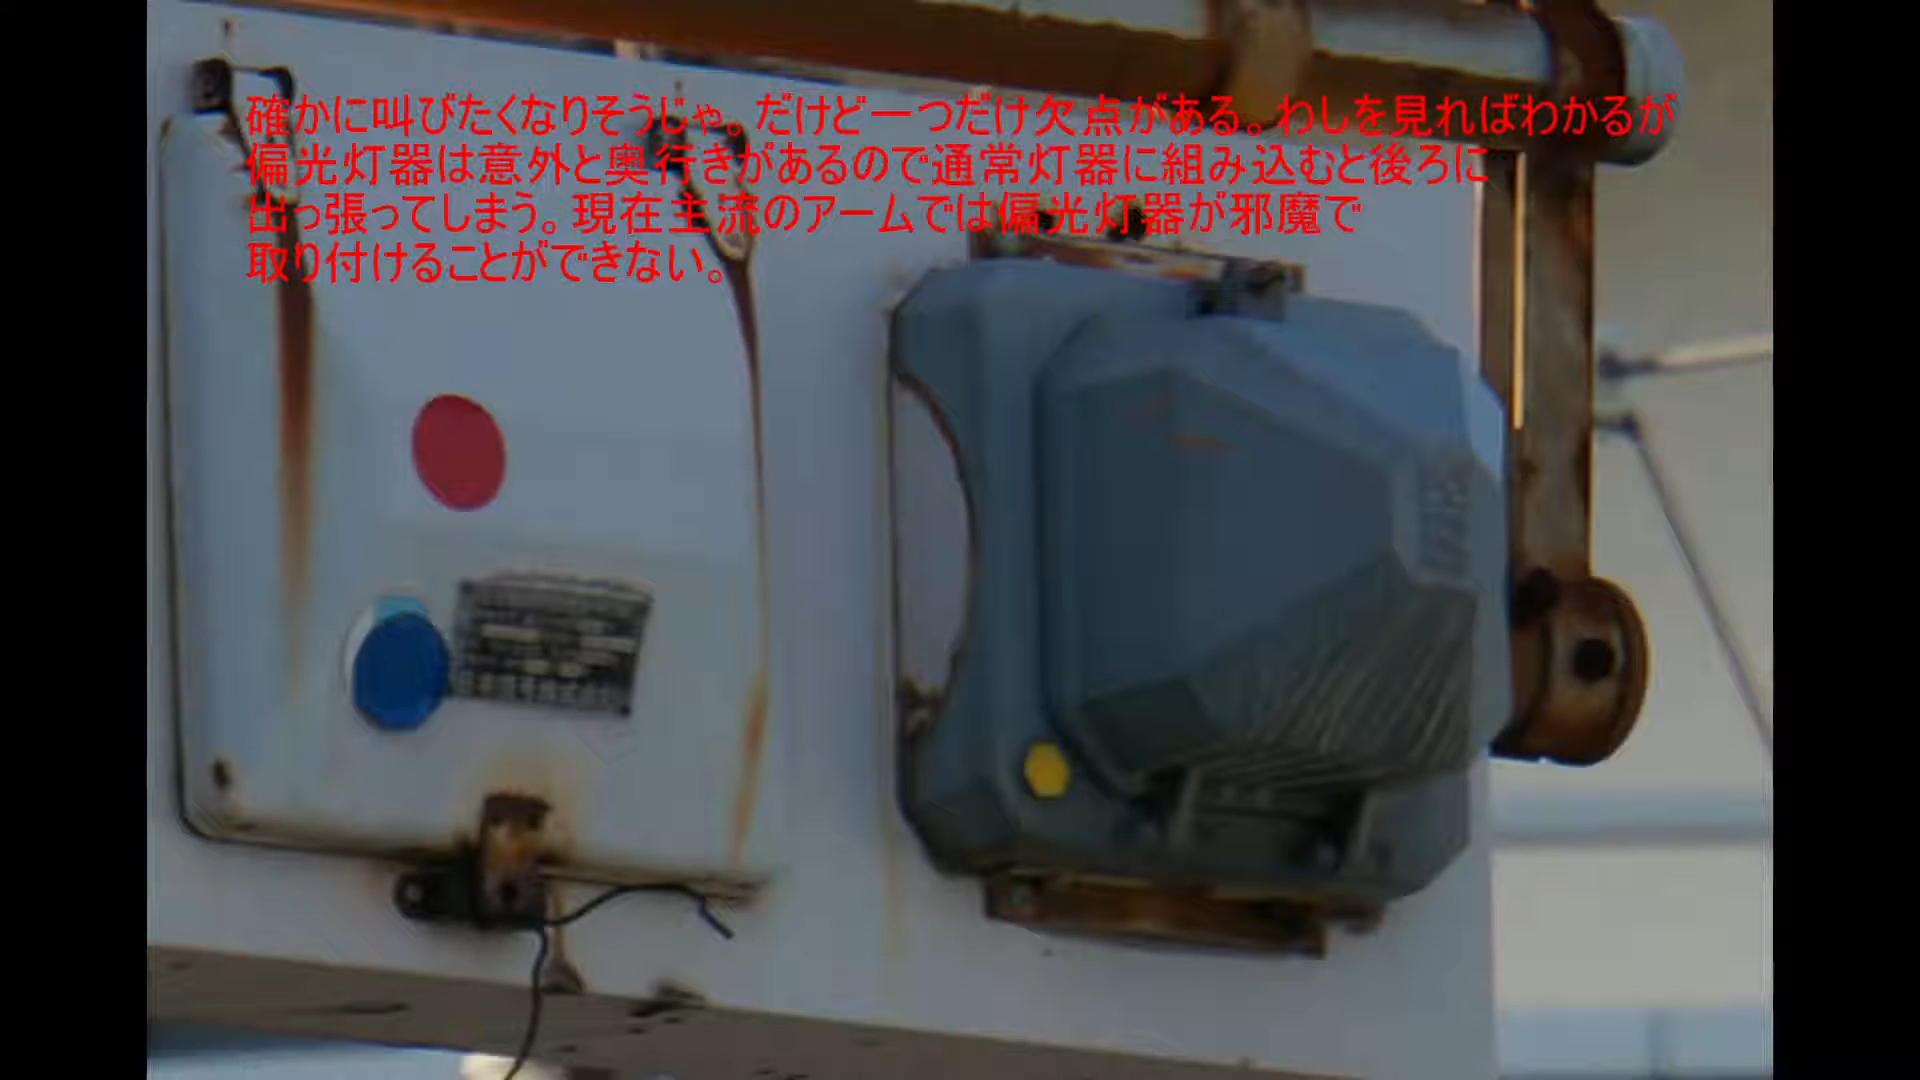 確かに叫びたくなりそうじゃ。だけど一つだけ欠点がある。わしを見ればわかるが
偏光灯器は意外と奥行きがあるので通常灯器に組み込むと後ろに
出っ張ってしまう。現在主流のアームでは偏光灯器が邪魔で
取り付けることができない。